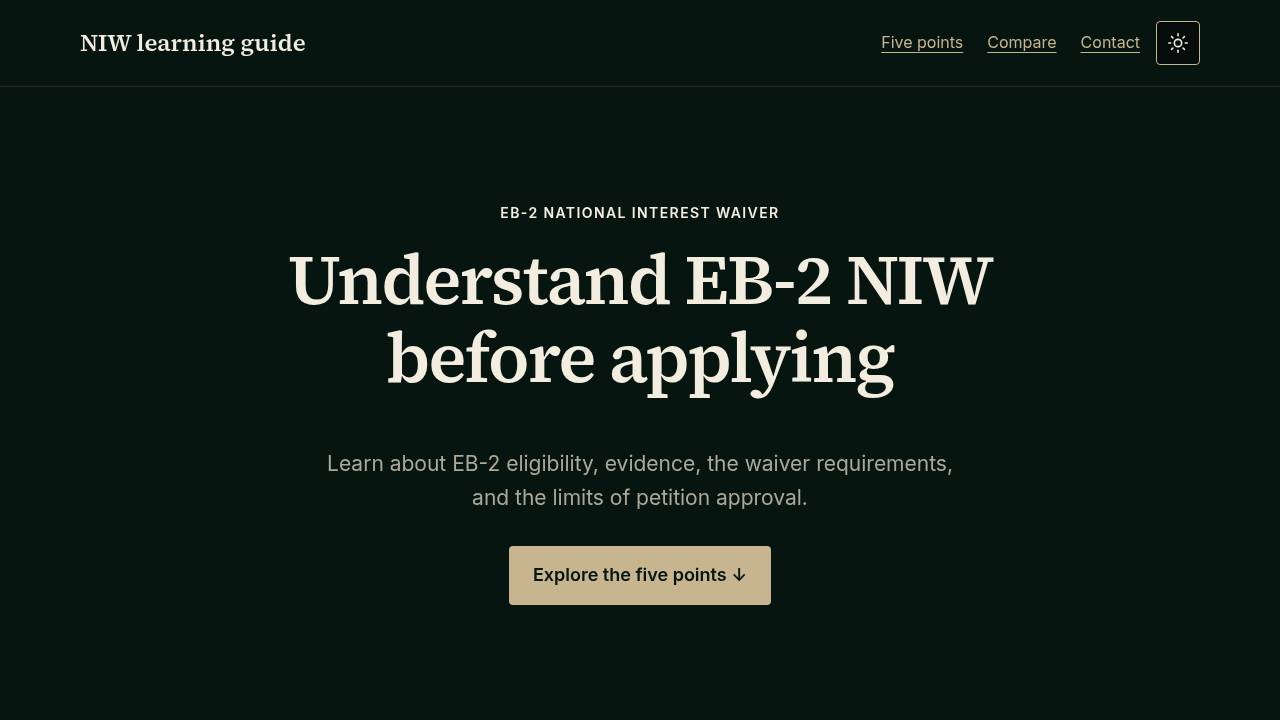 NIW learning guide
Five points
Compare
Contact
EB-2 NATIONAL INTEREST WAIVER
Understand EB-2 NIW
before applying
Learn about EB-2 eligibility, evidence, the waiver requirements,
and the limits of petition approval.
Explore the five points ↓